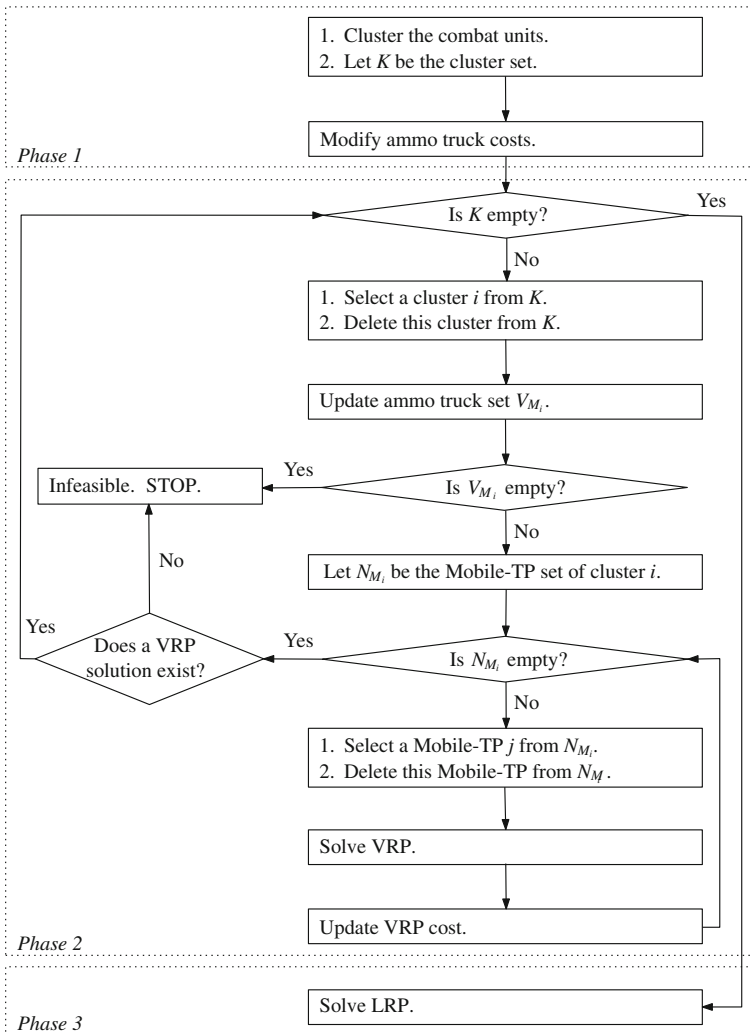 1. Cluster the combat units.
2. Let K be the cluster set.
Modify ammo truck costs.
Phase 1
Is K empty?
Yes
No
1. Select a cluster i from K.
2. Delete this cluster from K.
Update ammo truck set V_{M_i}.
Is V_{M_i} empty?
Yes
Infeasible. STOP.
No
Let N_{M_i} be the Mobile-TP set of cluster i.
Is N_{M_i} empty?
Yes
Does a VRP
solution exist?
No
Yes
No
1. Select a Mobile-TP j from N_{M_i}.
2. Delete this Mobile-TP from N_{M_i}.
Solve VRP.
Update VRP cost.
Phase 2
Solve LRP.
Phase 3